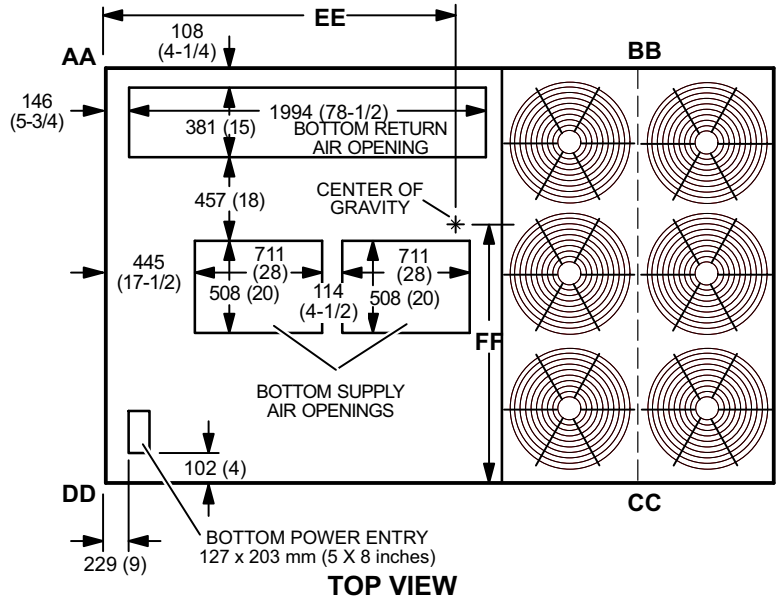 EE
108
(4-1/4)
AA
BB
146
(5-3/4)
1994 (78-1/2)
381 (15)
BOTTOM RETURN
AIR OPENING
457 (18)
CENTER OF
GRAVITY
445
(17-1/2)
711
(28)
711
(28)
508 (20)
114
(4-1/2)
508 (20)
FF
BOTTOM SUPPLY
AIR OPENINGS
102 (4)
DD
CC
BOTTOM POWER ENTRY
127 x 203 mm (5 X 8 inches)
229 (9)
TOP VIEW